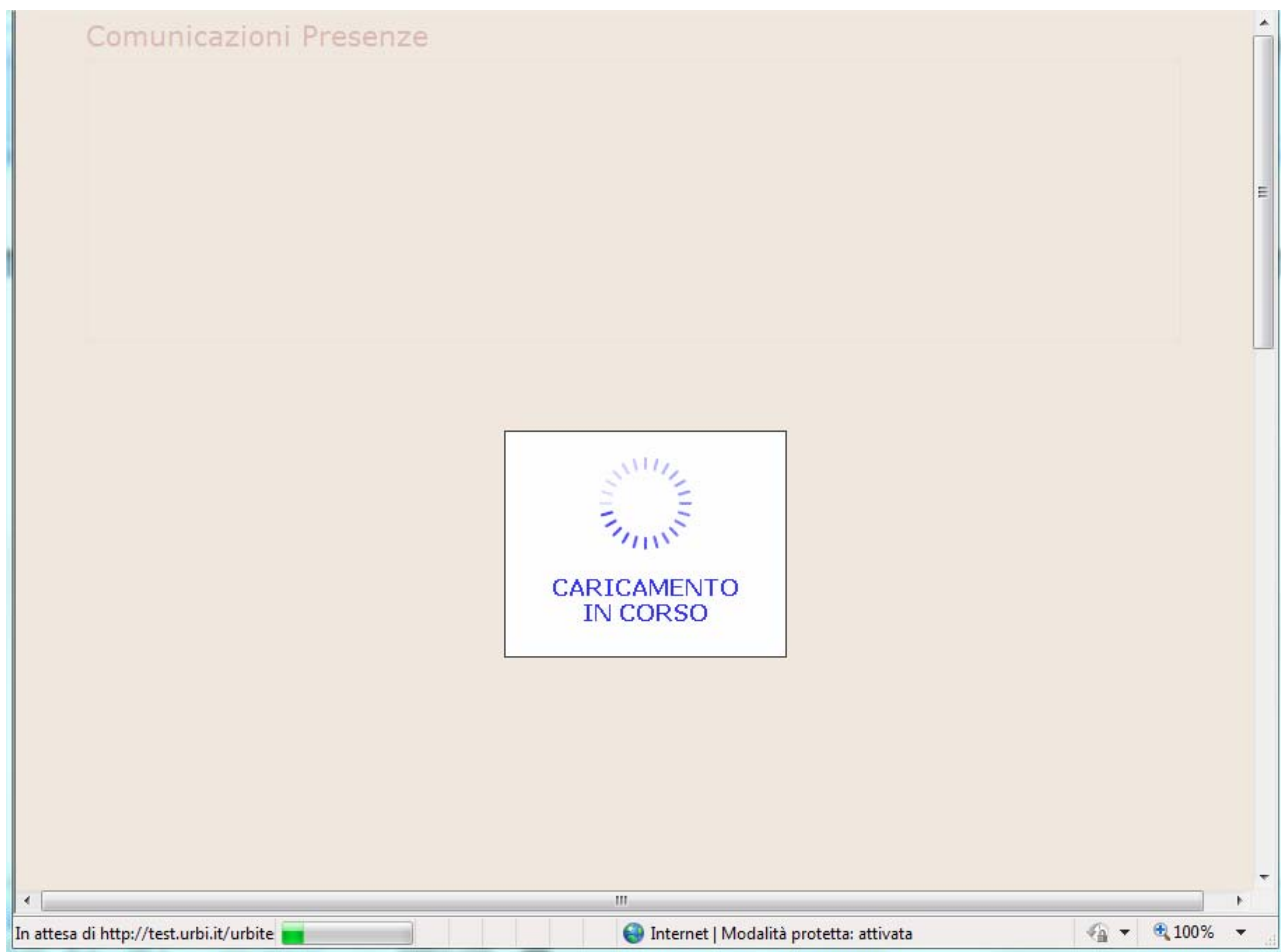 Comunicazioni Presenze
CARICAMENTO
IN CORSO
In attesa di http://test.urbi.it/urbite
Internet | Modalità protetta: attivata
100%